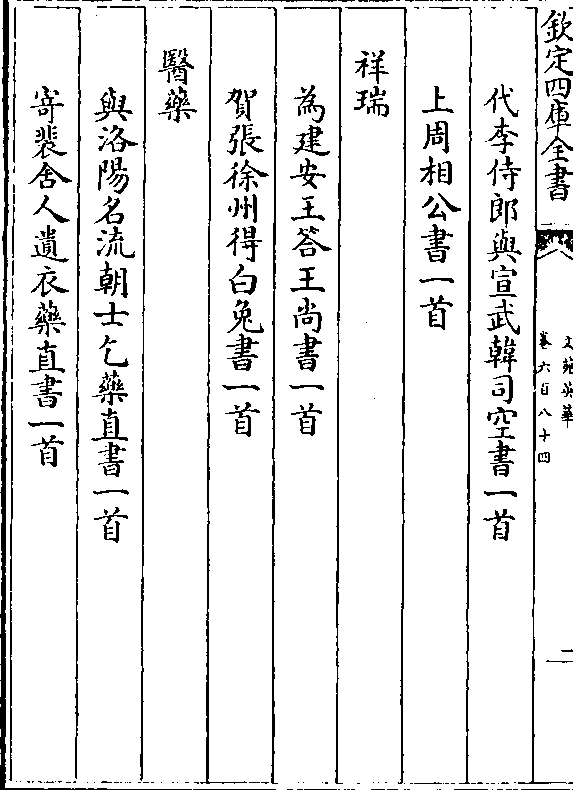 欽定四庫全書
文苑英華
卷六百八十四
二
代李侍郎與宣武韓司空書一首
上周相公書一首
祥瑞
為建安王答王尚書一首
賀張徐州得白兔書一首
醫藥
與洛陽名流朝士乞藥直書一首
寄裴舍人遺衣藥直書一首